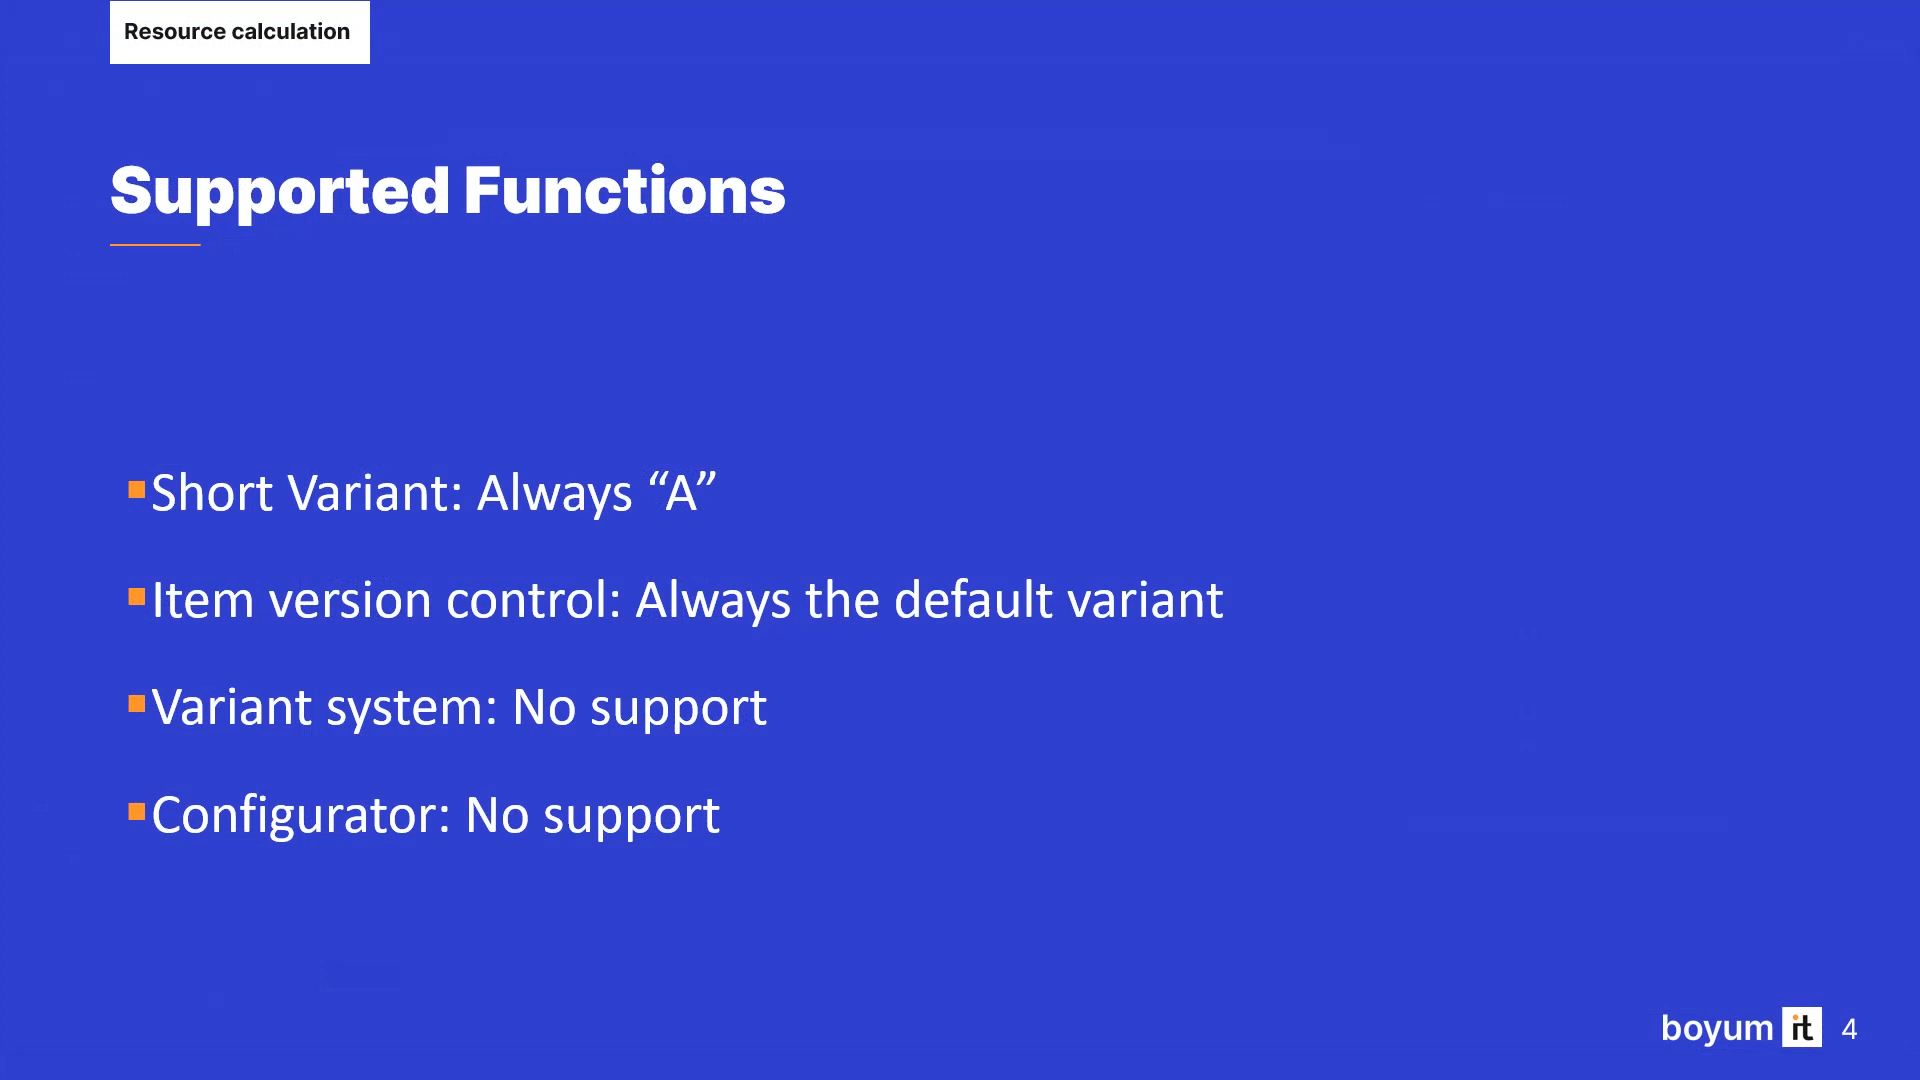 Resource calculation
Supported Functions
▪Short Variant: Always “A”
▪Item version control: Always the default variant
▪Variant system: No support
▪Configurator: No support
boyum it 4